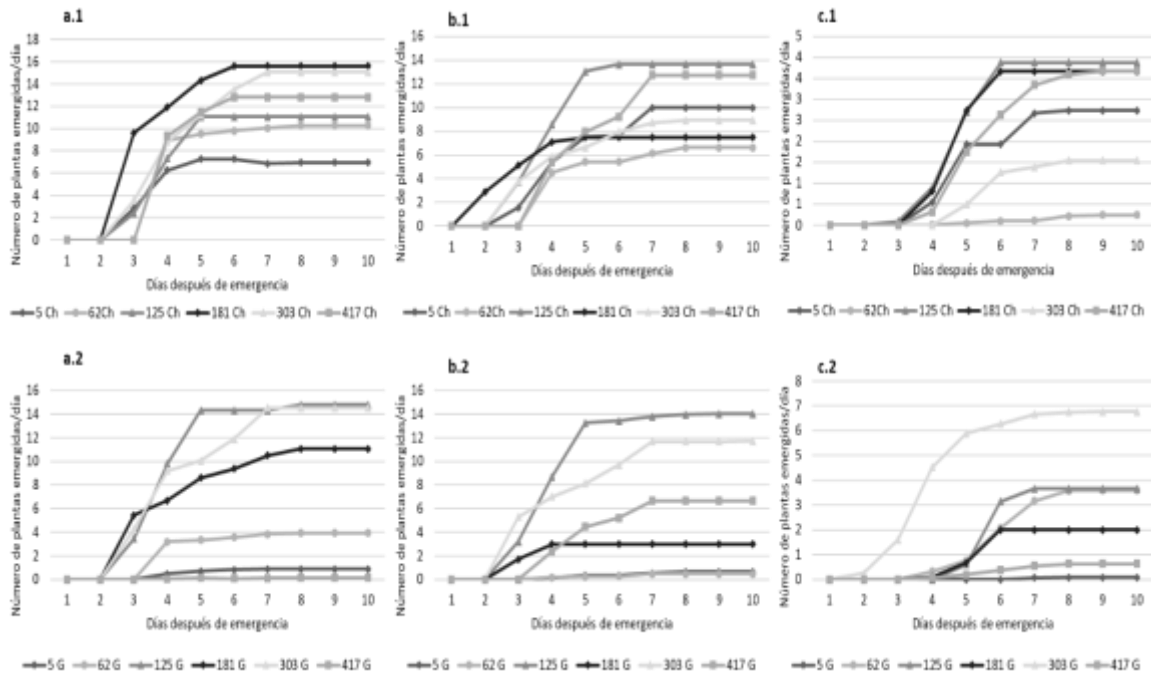 a.1
Número de plantas emergidas/día
18
16
14
12
10
8
6
4
2
0
1 2 3 4 5 6 7 8 9 10
Días después de emergencia
5 Ch 62Ch 125 Ch 181 Ch 303 Ch 417 Ch
b.1
Número de plantas emergidas/día
16
14
12
10
8
6
4
2
0
1 2 3 4 5 6 7 8 9 10
Días después de emergencia
5 Ch 62Ch 125 Ch 181 Ch 303 Ch 417 Ch
c.1
Número de plantas emergidas/día
5
4
4
3
3
2
2
1
1
0
1 2 3 4 5 6 7 8 9 10
Días después de emergencia
5 Ch 62Ch 125 Ch 181 Ch 303 Ch 417 Ch
a.2
Número de plantas emergidas/día
16
14
12
10
8
6
4
2
0
1 2 3 4 5 6 7 8 9 10
Días después de emergencia
5 G 62 G 125 G 181 G 303 G 417 G
b.2
Número de plantas emergidas/día
16
14
12
10
8
6
4
2
0
1 2 3 4 5 6 7 8 9 10
Días después de emergencia
5 G 62 G 125 G 181 G 303 G 417 G
c.2
Número de plantas emergidas/día
8
7
6
5
4
3
2
1
0
1 2 3 4 5 6 7 8 9 10
Días después de emergencia
5 G 62 G 125 G 181 G 303 G 417 G